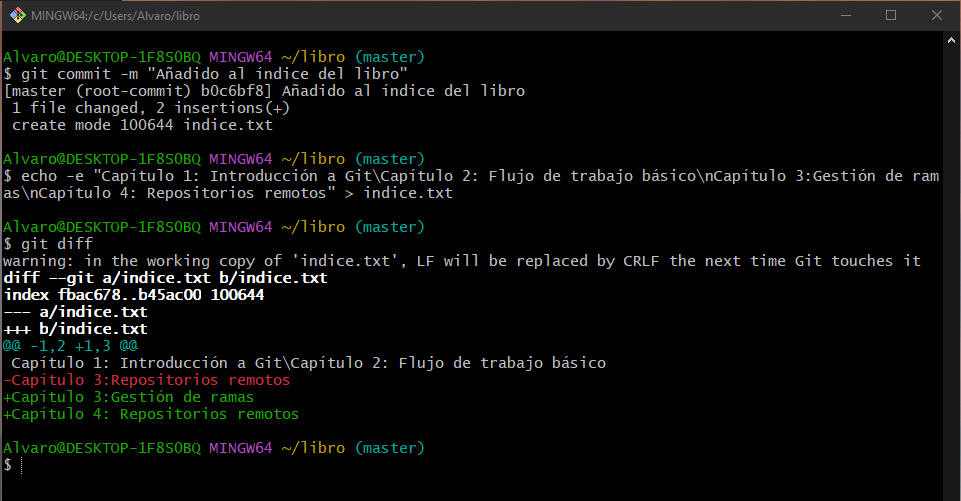 MINGW64:/c/Users/Alvaro/libro
Alvaro@DESKTOP-1F8S0BQ MINGW64 ~/libro (master)
$ git commit -m "Añadido al índice del libro"
[master (root-commit) b0c6bf8] Añadido al índice del libro
 1 file changed, 2 insertions(+)
 create mode 100644 indice.txt
Alvaro@DESKTOP-1F8S0BQ MINGW64 ~/libro (master)
$ echo -e "Capítulo 1: Introducción a Git\Capítulo 2: Flujo de trabajo básico\nCapítulo 3:Gestión de ram
as\nCapítulo 4: Repositorios remotos" > indice.txt
Alvaro@DESKTOP-1F8S0BQ MINGW64 ~/libro (master)
$ git diff
warning: in the working copy of 'indice.txt', LF will be replaced by CRLF the next time Git touches it
diff --git a/indice.txt b/indice.txt
index fbac678..b45ac00 100644
--- a/indice.txt
+++ b/indice.txt
@@ -1,2 +1,3 @@
 Capítulo 1: Introducción a Git\Capítulo 2: Flujo de trabajo básico
-Capítulo 3:Repositorios remotos
+Capítulo 3:Gestión de ramas
+Capítulo 4: Repositorios remotos
Alvaro@DESKTOP-1F8S0BQ MINGW64 ~/libro (master)
$